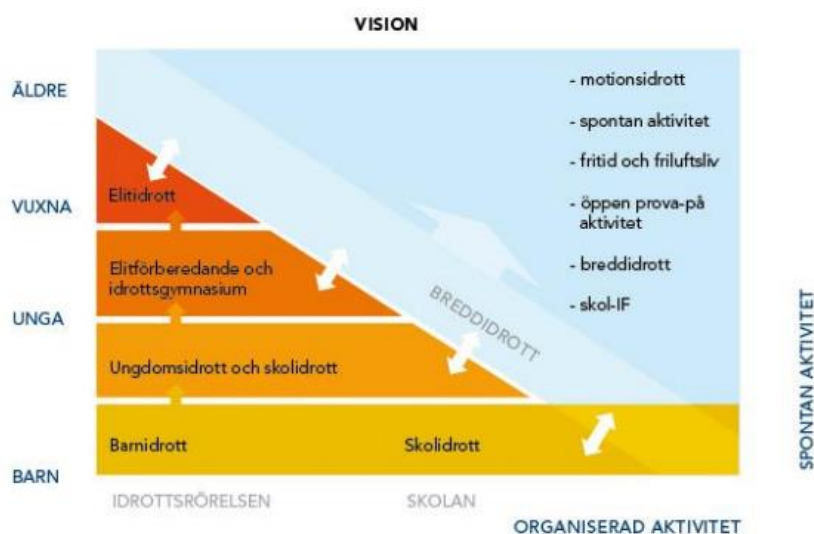 VISION
ÄLDRE
- motionsidrott
- spontan aktivitet
- fritid och friluftsliv
- öppen prova-på
aktivitet
- breddidrott
- skol-IF
Elitidrott
VUXNA
Elitförberedande och
idrottsgymnasium
UNGA
BREDDIDROTT
Ungdomsidrott och skolidrott
Barnidrott
Skolidrott
BARN
IDROTTSRÖRELSEN
SKOLAN
ORGANISERAD AKTIVITET
SPONTAN AKTIVITET